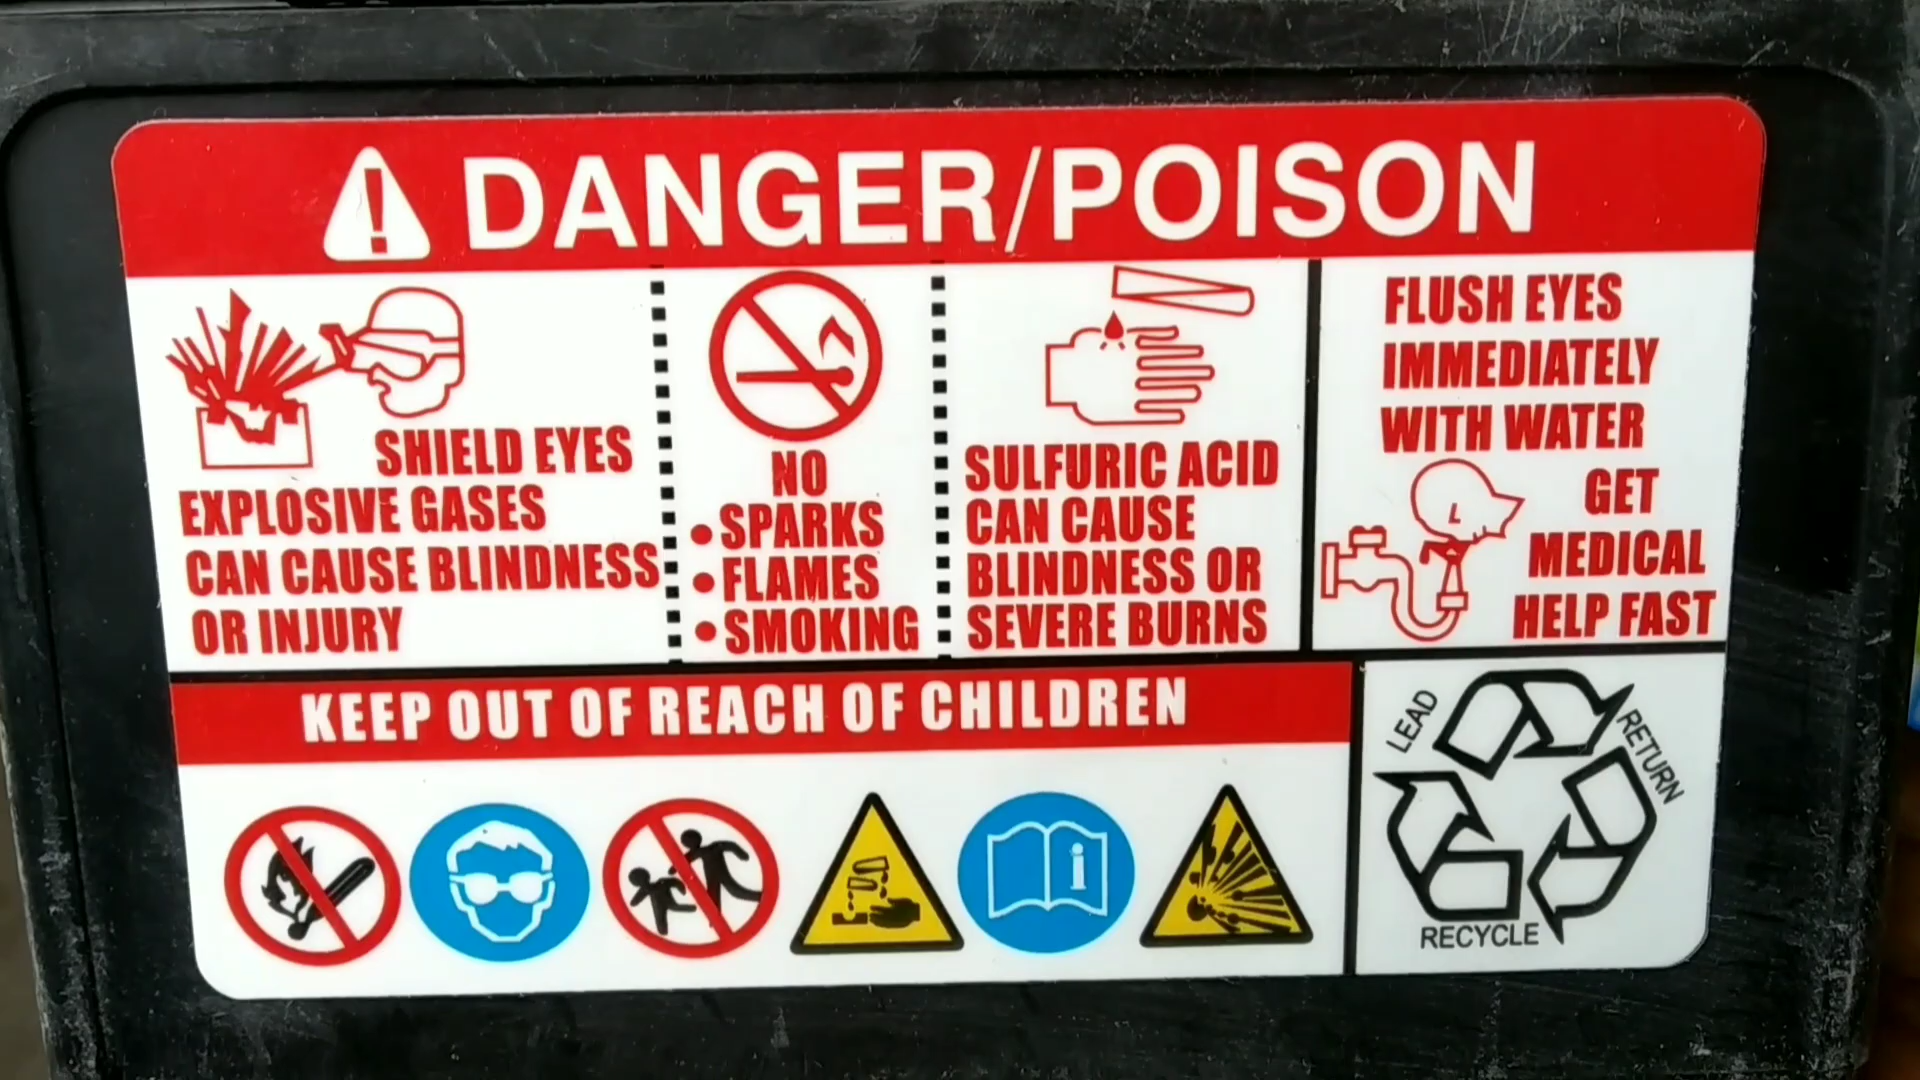 DANGER/POISON
SHIELD EYES
EXPLOSIVE GASES
CAN CAUSE BLINDNESS
OR INJURY
NO
•SPARKS
•FLAMES
•SMOKING
SULFURIC ACID
CAN CAUSE
BLINDNESS OR
SEVERE BURNS
FLUSH EYES
IMMEDIATELY
WITH WATER
GET
MEDICAL
HELP FAST
KEEP OUT OF REACH OF CHILDREN
LEAD
RETURN
RECYCLE